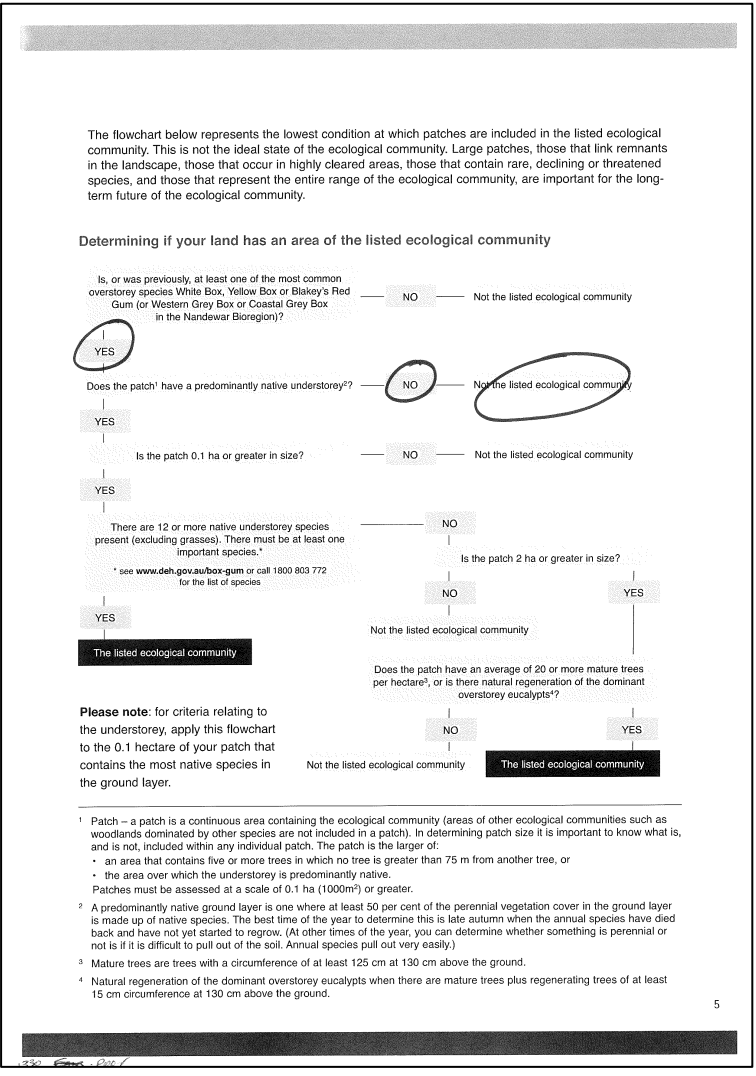 The flowchart below represents the lowest condition at which patches are included in the listed ecological
community. This is not the ideal state of the ecological community. Large patches, those that link remnants
in the landscape, those that occur in highly cleared areas, those that contain rare, declining or threatened
species, and those that represent the entire range of the ecological community, are important for the long-
term future of the ecological community.
Determining if your land has an area of the listed ecological community
Is, or was previously, at least one of the most common
overstorey species White Box, Yellow Box or Blakey's Red
Gum (or Western Grey Box or Coastal Grey Box
in the Nandewar Bioregion)?
NO
Not the listed ecological community
YES
Does the patch¹ have a predominantly native understorey²?
NO
Not the listed ecological community
YES
Is the patch 0.1 ha or greater in size?
NO
Not the listed ecological community
YES
There are 12 or more native understorey species
present (excluding grasses). There must be at least one
important species.*
* see www.deh.gov.au/box-gum or call 1800 803 772
for the list of species
NO
Is the patch 2 ha or greater in size?
NO
YES
YES
Not the listed ecological community
The listed ecological community
Does the patch have an average of 20 or more mature trees
per hectare³, or is there natural regeneration of the dominant
overstorey eucalypts⁴?
NO
YES
Not the listed ecological community
The listed ecological community
Please note: for criteria relating to
the understorey, apply this flowchart
to the 0.1 hectare of your patch that
contains the most native species in
the ground layer.
¹ Patch – a patch is a continuous area containing the ecological community (areas of other ecological communities such as
woodlands dominated by other species are not included in a patch). In determining patch size it is important to know what is,
and is not, included within any individual patch. The patch is the larger of:
• an area that contains five or more trees in which no tree is greater than 75 m from another tree, or
• the area over which the understorey is predominantly native.
Patches must be assessed at a scale of 0.1 ha (1000m²) or greater.
² A predominantly native ground layer is one where at least 50 per cent of the perennial vegetation cover in the ground layer
is made up of native species. The best time of the year to determine this is late autumn when the annual species have died
back and have not yet started to regrow. (At other times of the year, you can determine whether something is perennial or
not is if it is difficult to pull out of the soil. Annual species pull out very easily.)
³ Mature trees are trees with a circumference of at least 125 cm at 130 cm above the ground.
⁴ Natural regeneration of the dominant overstorey eucalypts when there are mature trees plus regenerating trees of at least
15 cm circumference at 130 cm above the ground.
5